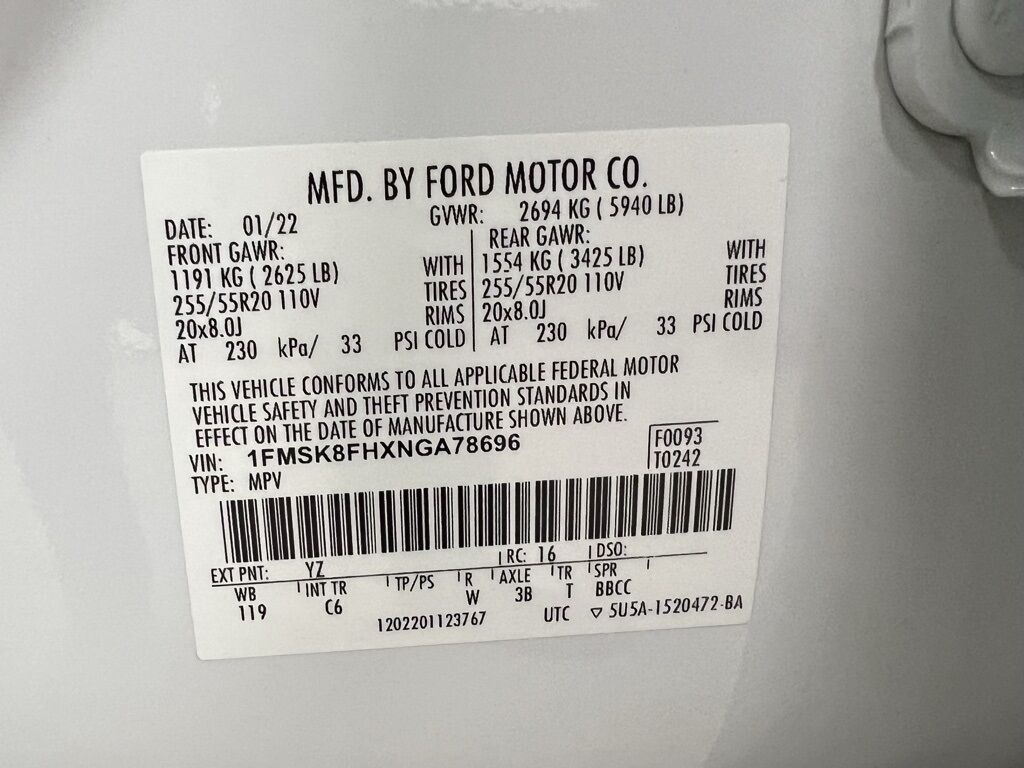 MFD. BY FORD MOTOR CO.
DATE: 01/22 GVWR: 2694 KG ( 5940 LB)
FRONT GAWR: REAR GAWR:
1191 KG ( 2625 LB) WITH 1554 KG ( 3425 LB) WITH
255/55R20 110V TIRES 255/55R20 110V TIRES
20x8.0J RIMS 20x8.0J RIMS
AT 230 kPa/ 33 PSI COLD AT 230 kPa/ 33 PSI COLD
THIS VEHICLE CONFORMS TO ALL APPLICABLE FEDERAL MOTOR
VEHICLE SAFETY AND THEFT PREVENTION STANDARDS IN
EFFECT ON THE DATE OF MANUFACTURE SHOWN ABOVE.
VIN: 1FMSK8FHXNGA78696 F0093
TYPE: MPV T0242
EXT PNT: YZ RC: 16 DSO:
WB INT TR TP/PS R AXLE TR SPR
119 C6 W 3B T BBCC
1202201123767 UTC ▽ 5U5A-1520472-BA